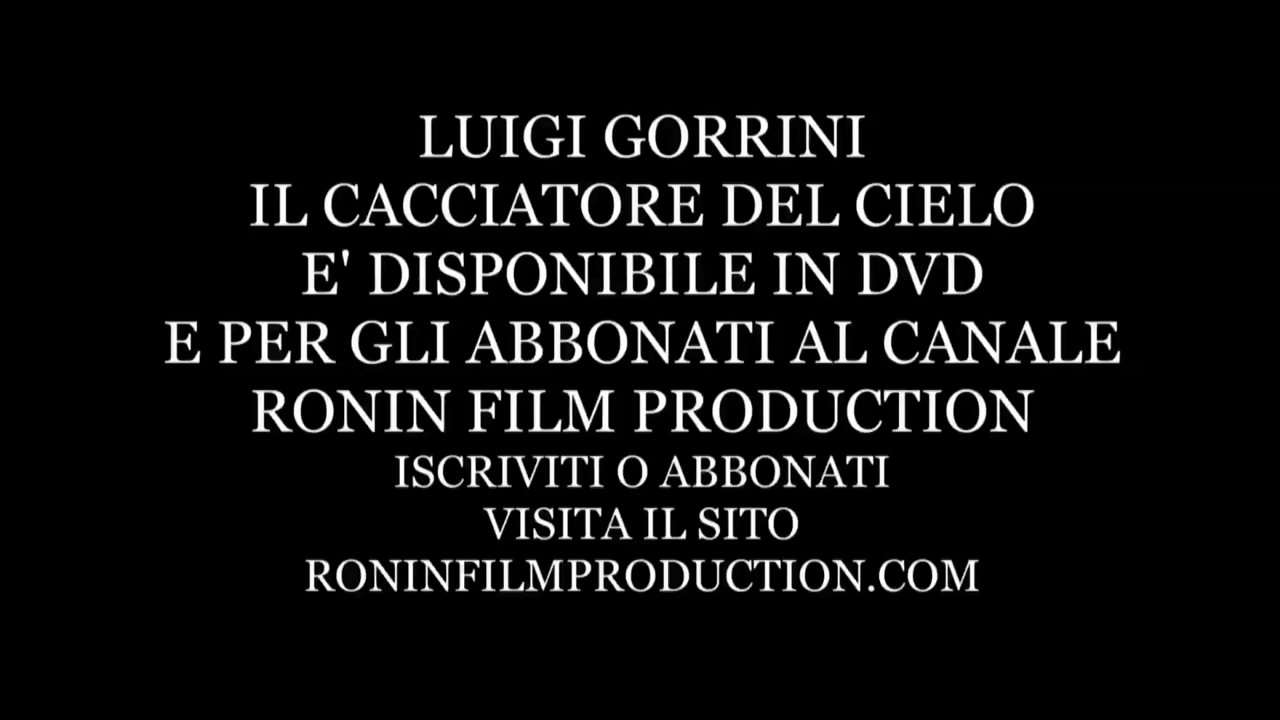 LUIGI GORRINI
IL CACCIATORE DEL CIELO
E' DISPONIBILE IN DVD
E PER GLI ABBONATI AL CANALE
RONIN FILM PRODUCTION
ISCRIVITI O ABBONATI
VISITA IL SITO
RONINFILMPRODUCTION.COM